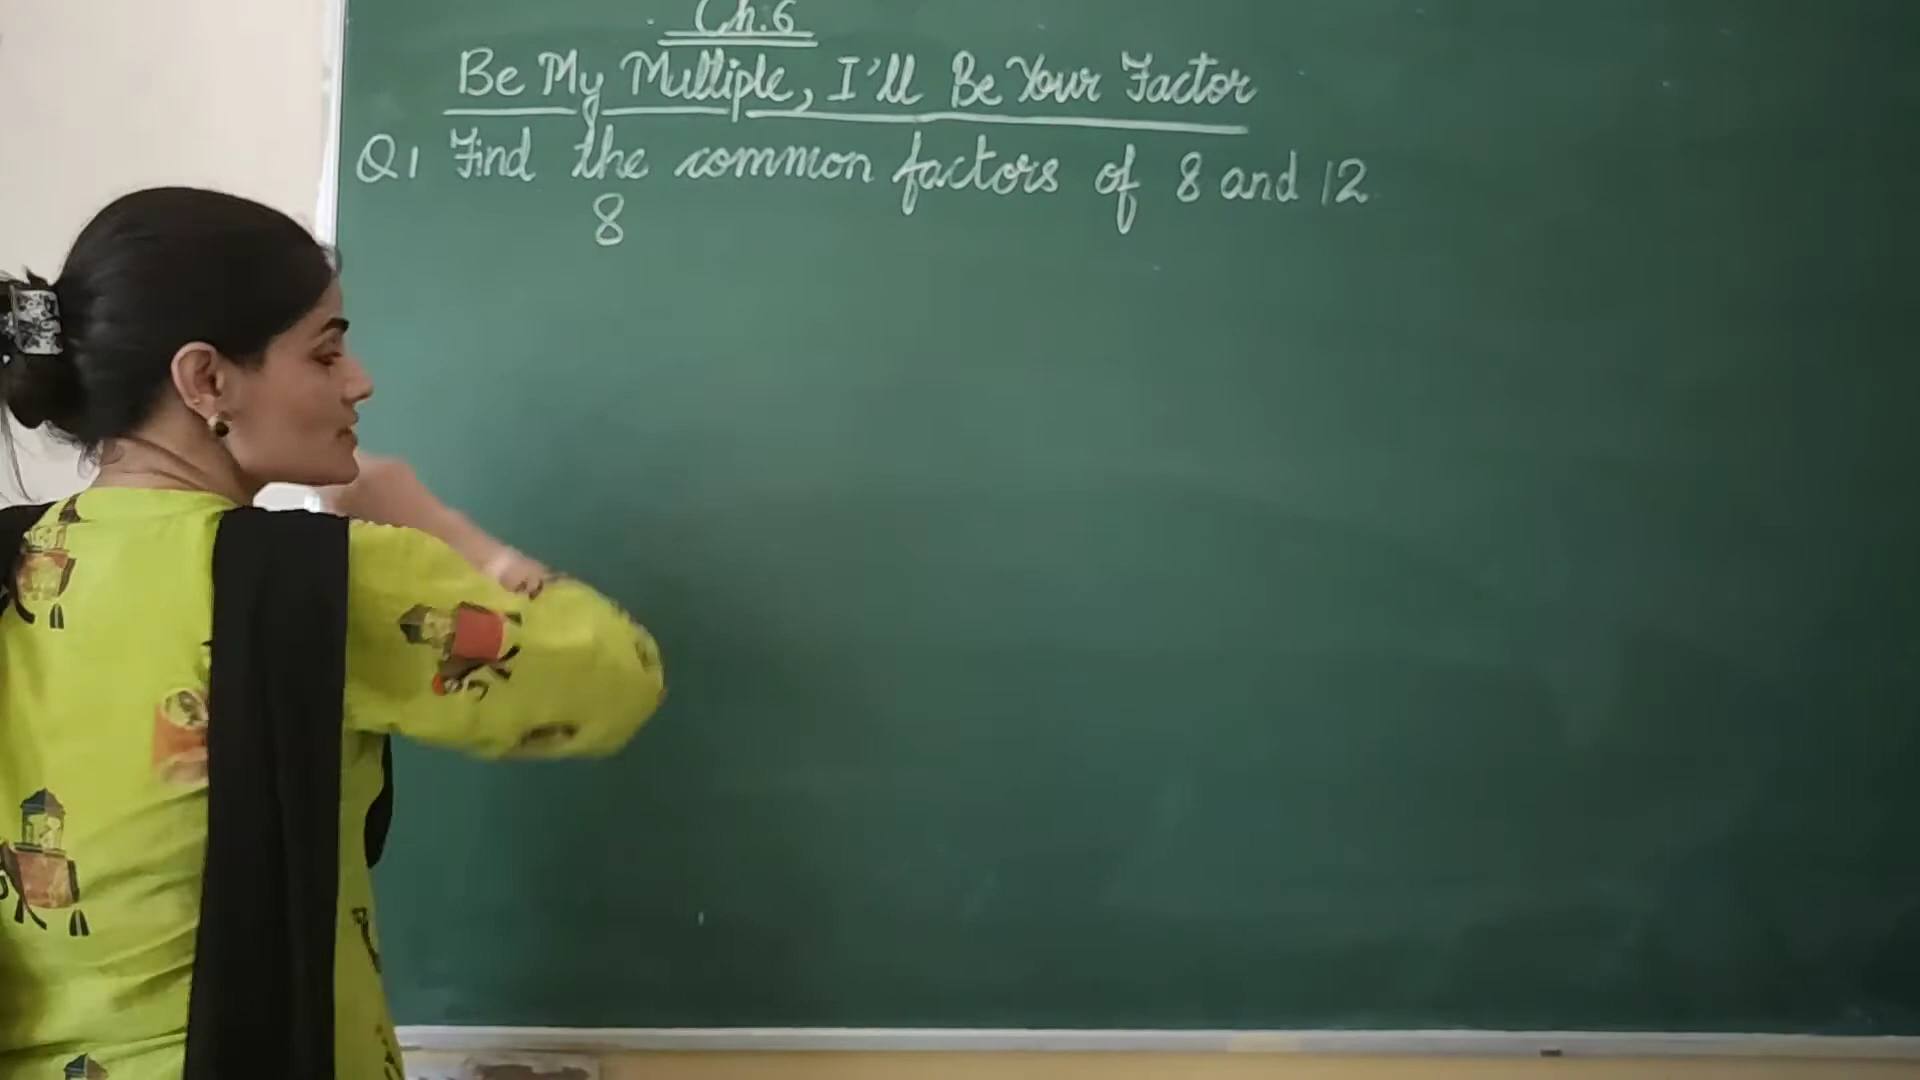 Ch.6
Be My Multiple, I'll Be Your Factor
Q1 Find the common factors of 8 and 12
8